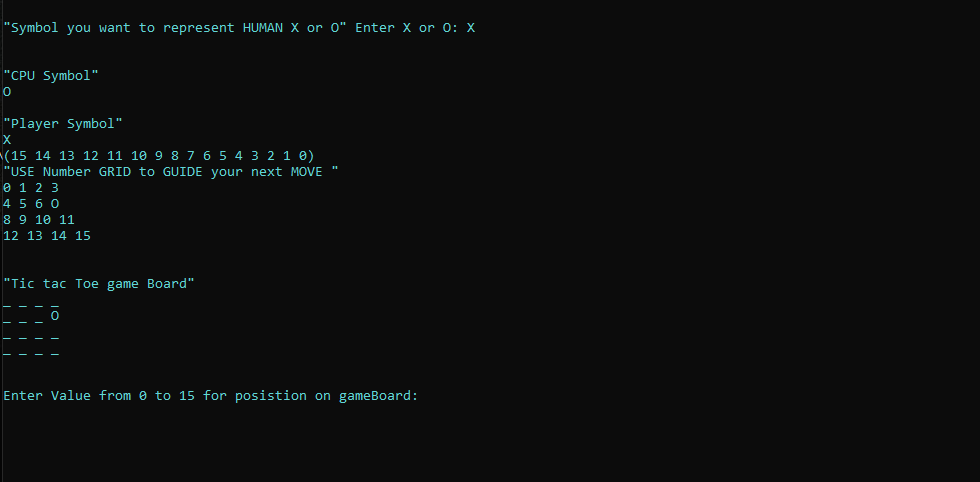 "Symbol you want to represent HUMAN X or O" Enter X or O: X
"CPU Symbol"
O
"Player Symbol"
X
(15 14 13 12 11 10 9 8 7 6 5 4 3 2 1 0)
"USE Number GRID to GUIDE your next MOVE "
0 1 2 3
4 5 6 O
8 9 10 11
12 13 14 15
"Tic tac Toe game Board"
_ _ _ _
_ _ _ O
_ _ _ _
_ _ _ _
Enter Value from 0 to 15 for posistion on gameBoard: